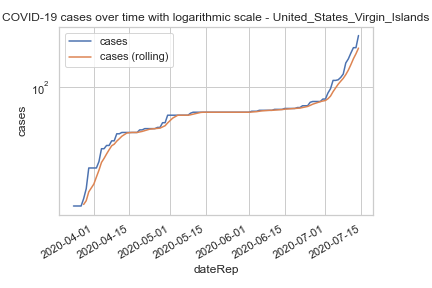 COVID-19 cases over time with logarithmic scale - United_States_Virgin_Islands
cases
cases (rolling)
10^2
cases
2020-04-01
2020-04-15
2020-05-01
2020-05-15
2020-06-01
2020-06-15
2020-07-01
2020-07-15
dateRep